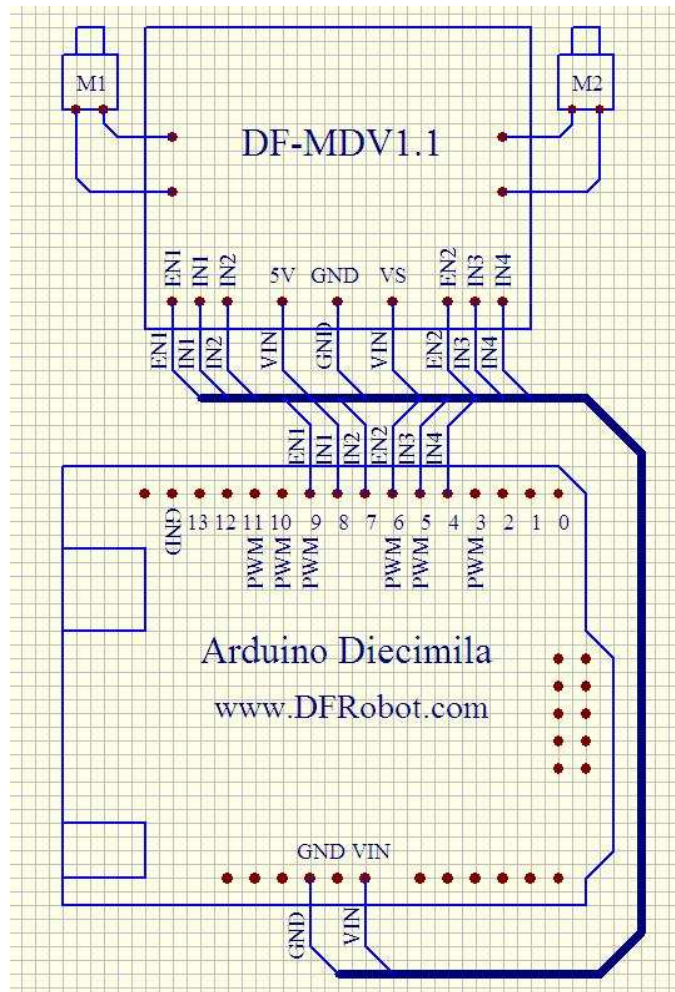 M1
M2
DF-MDV1.1
EN1 IN1 IN2 5V GND VS EN2 IN3 IN4
EN1 IN1 IN2 VIN GND VIN EN2 IN3 IN4
EN1 IN1 IN2 EN2 IN3 IN4
GND 13 12 11 10 9 8 7 6 5 4 3 2 1 0
PWM PWM PWM PWM PWM PWM
Arduino Diecimila
www.DFRobot.com
GND VIN
GND VIN